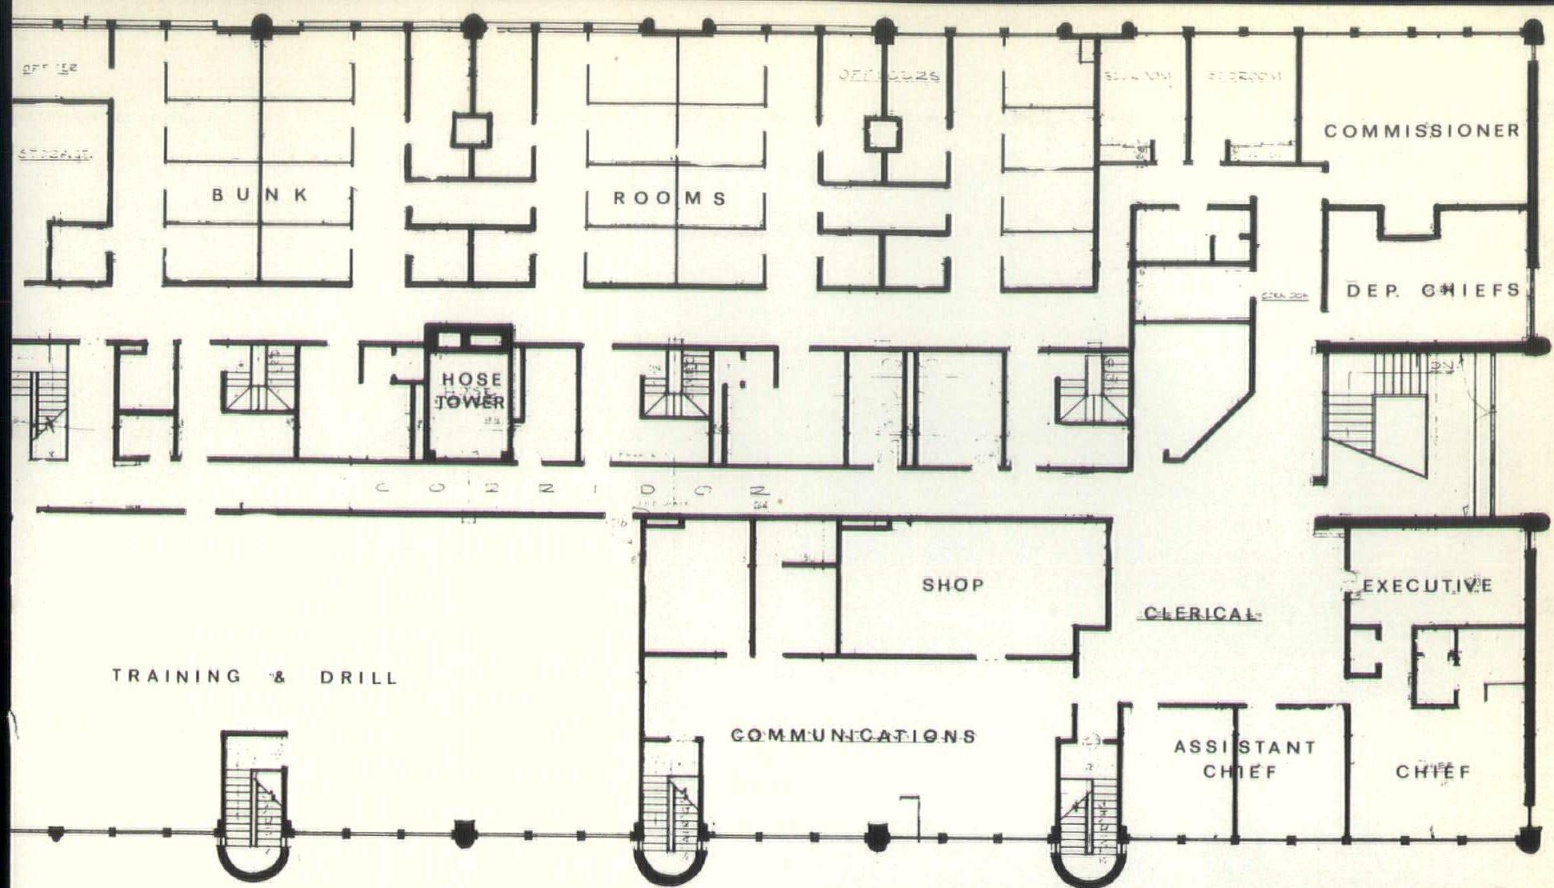 COMMISSIONER
BUNK ROOMS
DEP. CHIEFS
HOSE
TOWER
CORRIDOR
SHOP
EXECUTIVE
CLERICAL
TRAINING & DRILL
COMMUNICATIONS
ASSISTANT
CHIEF
CHIEF